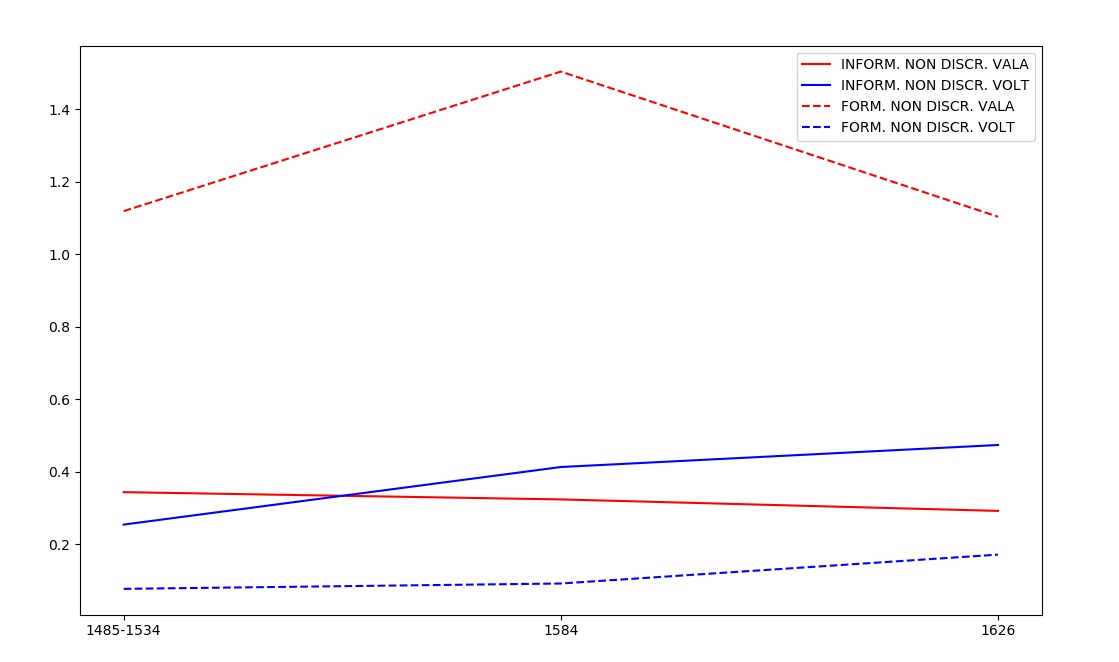 INFORM. NON DISCR. VALA
INFORM. NON DISCR. VOLT
FORM. NON DISCR. VALA
FORM. NON DISCR. VOLT
1.4
1.2
1.0
0.8
0.6
0.4
0.2
1485-1534 1584 1626